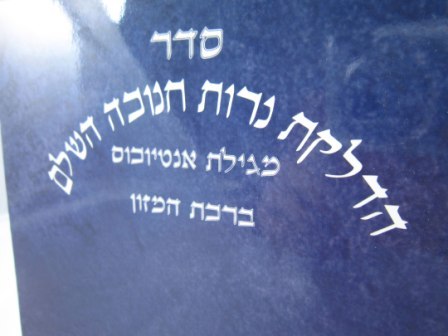 סדר
הדלקת נרות חנוכה השלם
מגילת אנטיוכוס
ברכת המזון